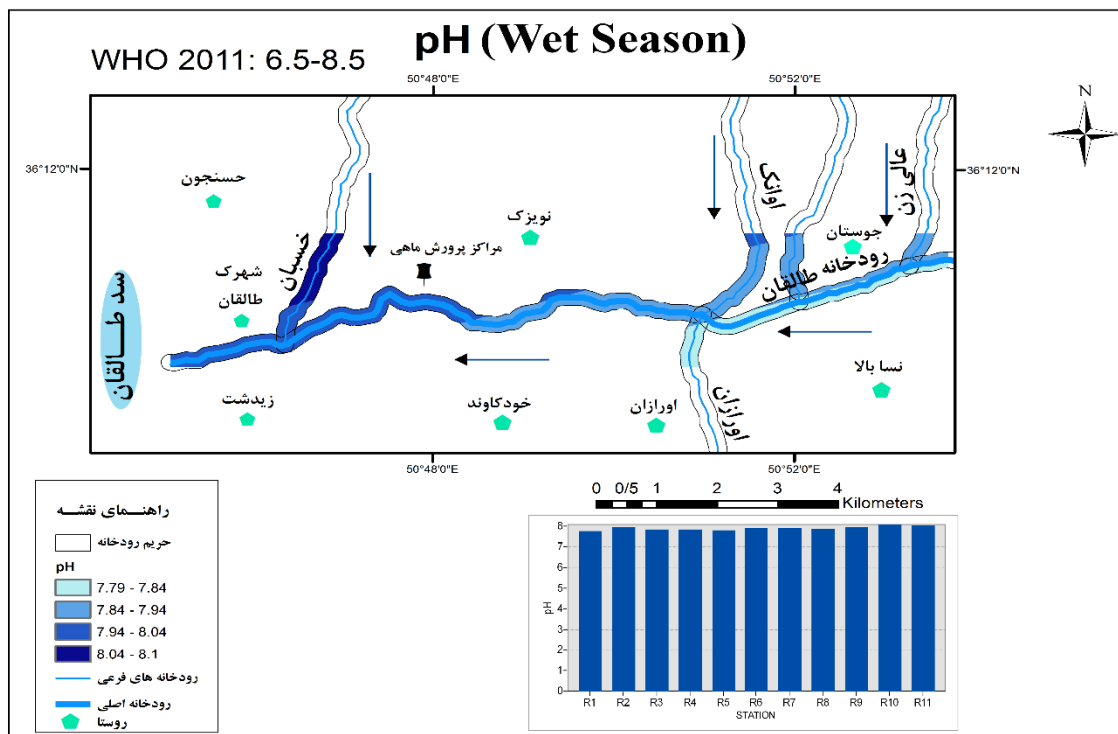 pH (Wet Season)
WHO 2011: 6.5-8.5
50°48'0"E
50°52'0"E
N
36°12'0"N
36°12'0"N
حسنجون
نویزک
اوانک
جوستان
خسبان
مراکز پرورش ماهی
شهرک
طالقان
رودخانه طالقان
سد طالقان
نسا بالا
زیدشت
خودکاوند
اورازان
اورازان
50°48'0"E
50°52'0"E
0 0/5 1 2 3 4
Kilometers
راهنمای نقشه
حریم رودخانه
pH
7.79 - 7.84
7.84 - 7.94
7.94 - 8.04
8.04 - 8.1
رودخانه های فرعی
رودخانه اصلی
روستا
8
7
6
5
4
3
2
1
0
pH
R1 R2 R3 R4 R5 R6 R7 R8 R9 R10 R11
STATION